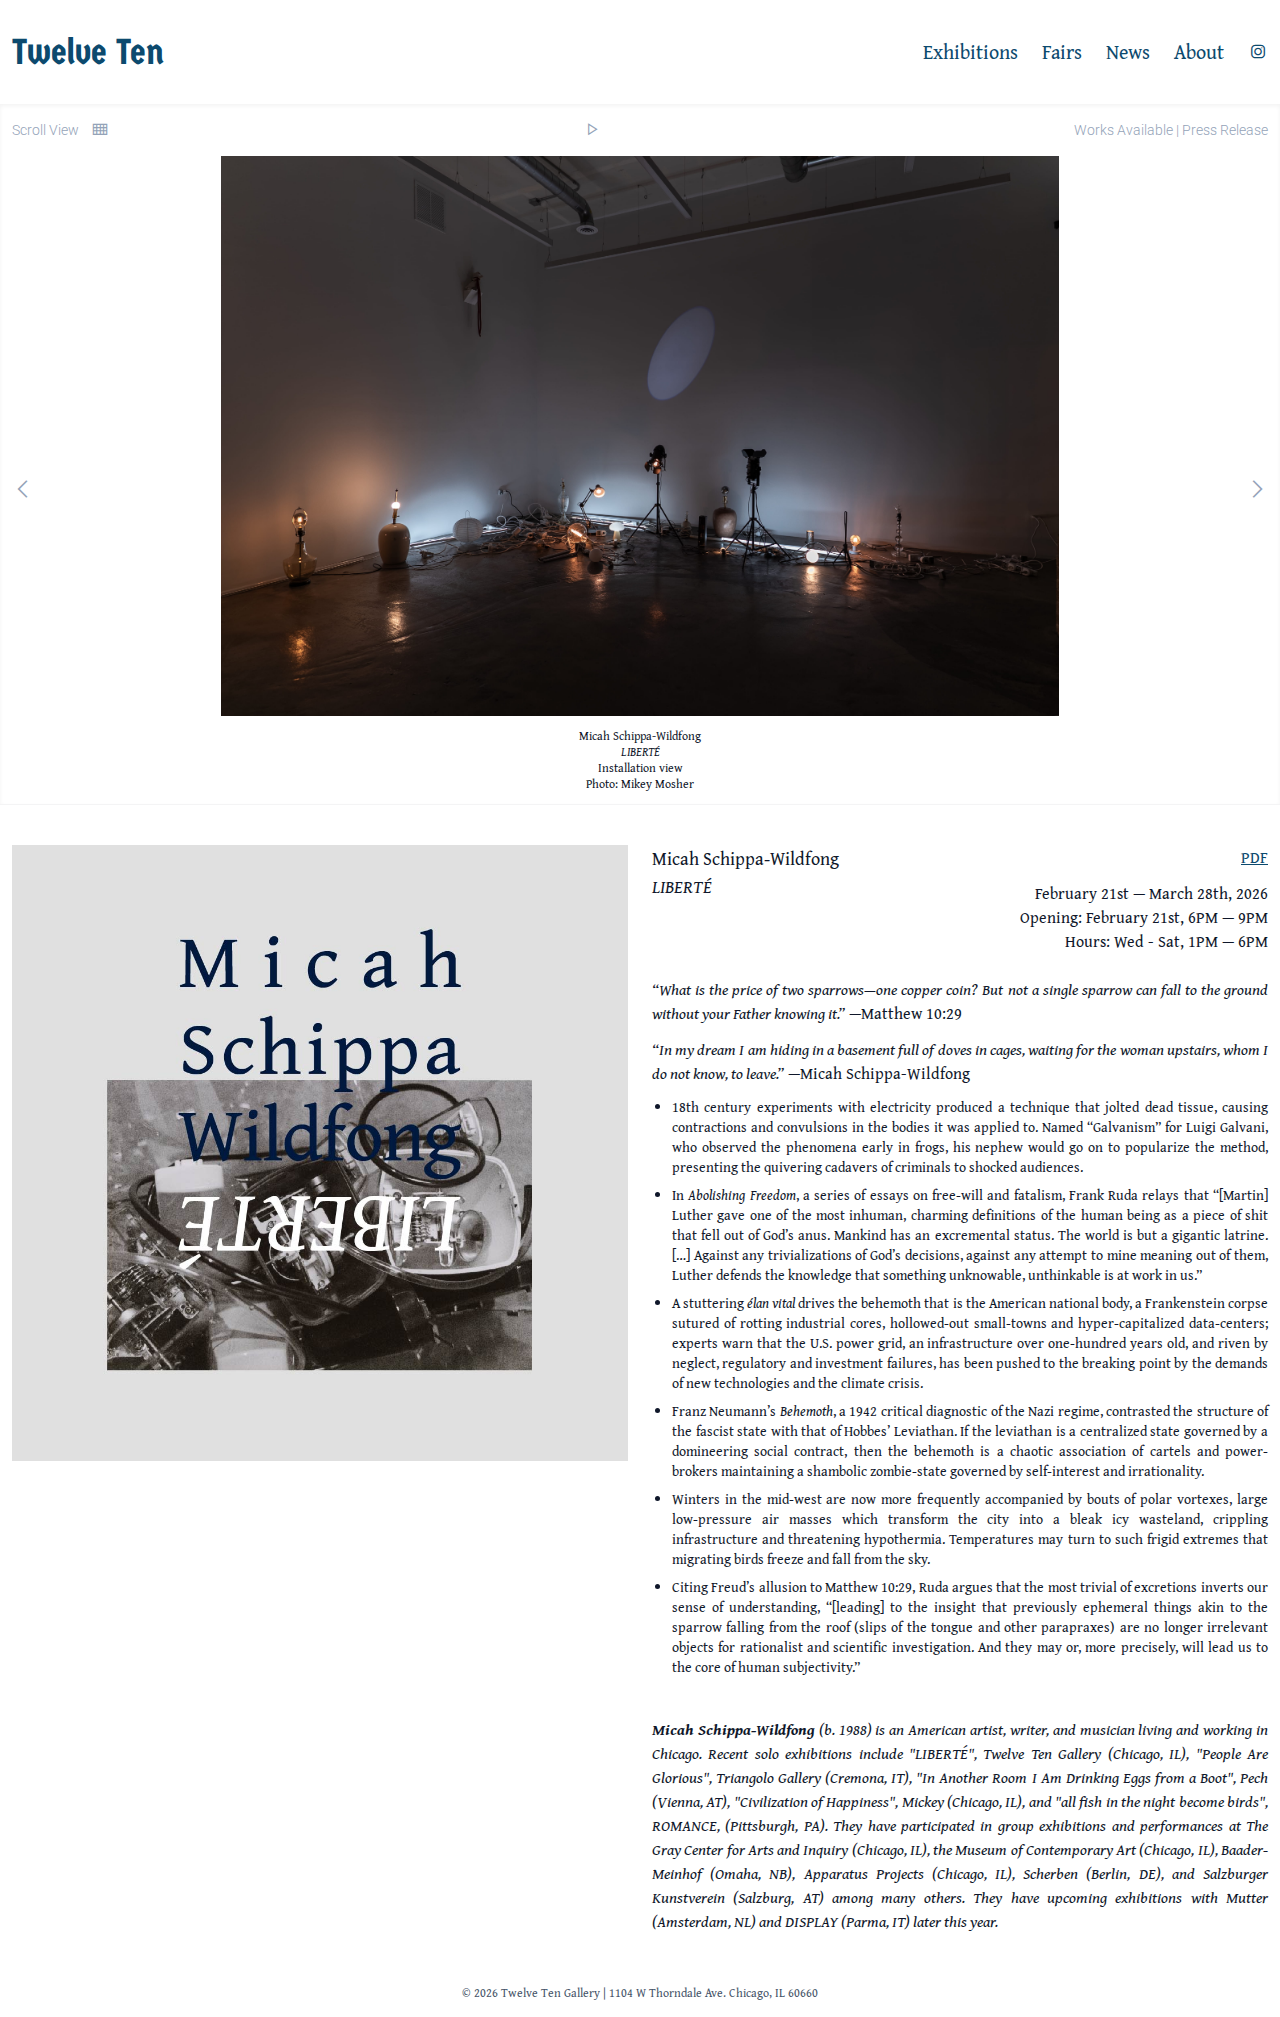 Twelve Ten
Exhibitions Fairs News About
Scroll View
Works Available | Press Release
Micah Schippa-Wildfong
LIBERTÉ
Installation view
Photo: Mikey Mosher
Micah
Schippa
Wildfong
LIBERTÉ
Micah Schippa-Wildfong
PDF
LIBERTÉ
February 21st — March 28th, 2026
Opening: February 21st, 6PM — 9PM
Hours: Wed - Sat, 1PM — 6PM
“What is the price of two sparrows—one copper coin? But not a single sparrow can fall to the ground
without your Father knowing it.” —Matthew 10:29
“In my dream I am hiding in a basement full of doves in cages, waiting for the woman upstairs, whom I
do not know, to leave.” —Micah Schippa-Wildfong
• 18th century experiments with electricity produced a technique that jolted dead tissue, causing
contractions and convulsions in the bodies it was applied to. Named “Galvanism” for Luigi Galvani,
who observed the phenomena early in frogs, his nephew would go on to popularize the method,
presenting the quivering cadavers of criminals to shocked audiences.
• In Abolishing Freedom, a series of essays on free-will and fatalism, Frank Ruda relays that “[Martin]
Luther gave one of the most inhuman, charming definitions of the human being as a piece of shit
that fell out of God’s anus. Mankind has an excremental status. The world is but a gigantic latrine.
[...] Against any trivializations of God’s decisions, against any attempt to mine meaning out of them,
Luther defends the knowledge that something unknowable, unthinkable is at work in us.”
• A stuttering élan vital drives the behemoth that is the American national body, a Frankenstein corpse
sutured of rotting industrial cores, hollowed-out small-towns and hyper-capitalized data-centers;
experts warn that the U.S. power grid, an infrastructure over one-hundred years old, and riven by
neglect, regulatory and investment failures, has been pushed to the breaking point by the demands
of new technologies and the climate crisis.
• Franz Neumann’s Behemoth, a 1942 critical diagnostic of the Nazi regime, contrasted the structure of
the fascist state with that of Hobbes’ Leviathan. If the leviathan is a centralized state governed by a
domineering social contract, then the behemoth is a chaotic association of cartels and power-
brokers maintaining a shambolic zombie-state governed by self-interest and irrationality.
• Winters in the mid-west are now more frequently accompanied by bouts of polar vortexes, large
low-pressure air masses which transform the city into a bleak icy wasteland, crippling
infrastructure and threatening hypothermia. Temperatures may turn to such frigid extremes that
migrating birds freeze and fall from the sky.
• Citing Freud’s allusion to Matthew 10:29, Ruda argues that the most trivial of excretions inverts our
sense of understanding, “[leading] to the insight that previously ephemeral things akin to the
sparrow falling from the roof (slips of the tongue and other parapraxes) are no longer irrelevant
objects for rationalist and scientific investigation. And they may or, more precisely, will lead us to
the core of human subjectivity.”
Micah Schippa-Wildfong (b. 1988) is an American artist, writer, and musician living and working in
Chicago. Recent solo exhibitions include "LIBERTÉ", Twelve Ten Gallery (Chicago, IL), "People Are
Glorious", Triangolo Gallery (Cremona, IT), "In Another Room I Am Drinking Eggs from a Boot", Pech
(Vienna, AT), "Civilization of Happiness", Mickey (Chicago, IL), and "all fish in the night become birds",
ROMANCE, (Pittsburgh, PA). They have participated in group exhibitions and performances at The
Gray Center for Arts and Inquiry (Chicago, IL), the Museum of Contemporary Art (Chicago, IL), Baader-
Meinhof (Omaha, NB), Apparatus Projects (Chicago, IL), Scherben (Berlin, DE), and Salzburger
Kunstverein (Salzburg, AT) among many others. They have upcoming exhibitions with Mutter
(Amsterdam, NL) and DISPLAY (Parma, IT) later this year.
© 2026 Twelve Ten Gallery | 1104 W Thorndale Ave. Chicago, IL 60660